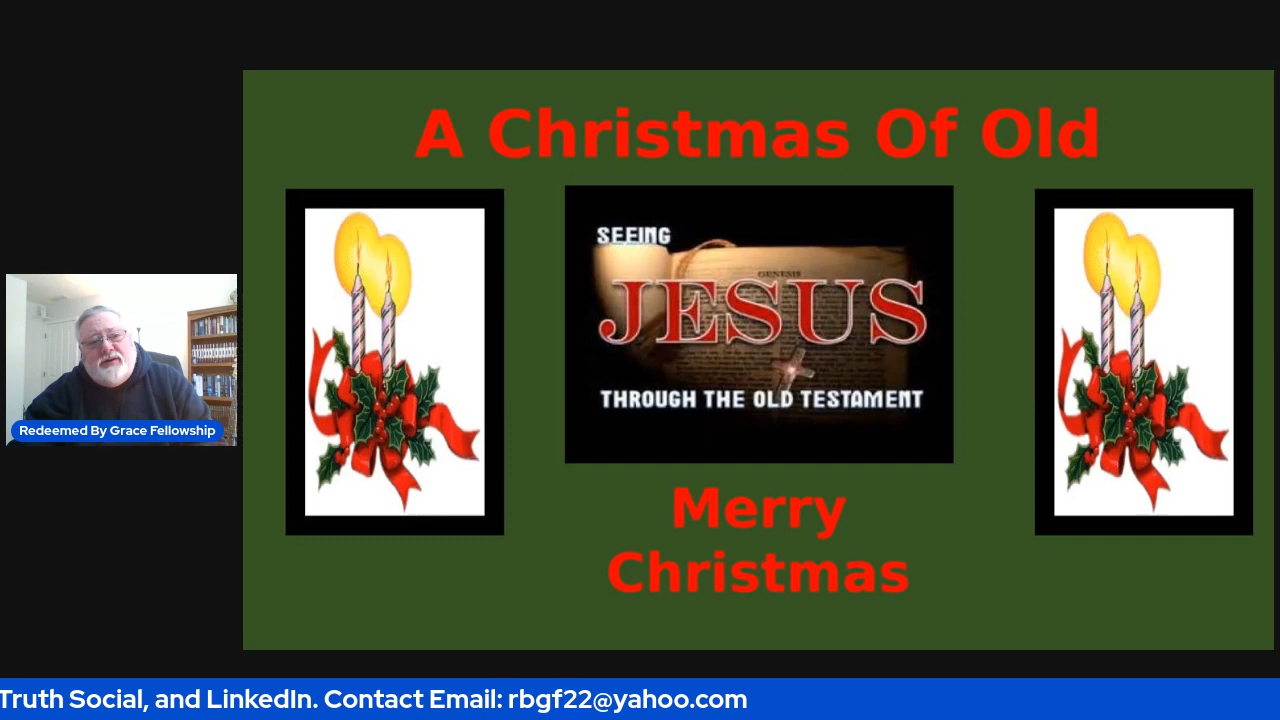 A Christmas Of Old
SEEING
GENESIS
JESUS
THROUGH THE OLD TESTAMENT
Merry
Christmas
Redeemed By Grace Fellowship
Truth Social, and LinkedIn. Contact Email: rbgf22@yahoo.com